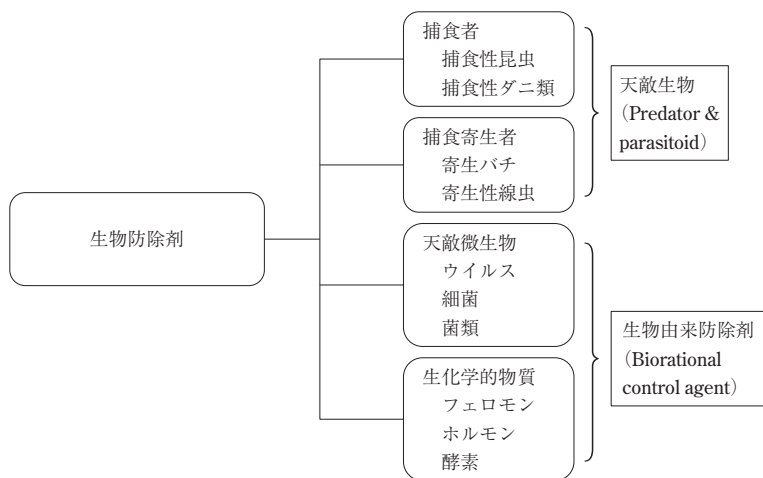 生物防除剤
捕食者
捕食性昆虫
捕食性ダニ類
捕食寄生者
寄生バチ
寄生性線虫
天敵微生物
ウイルス
細菌
菌類
生化学的物質
フェロモン
ホルモン
酵素
天敵生物
（Predator &
parasitoid）
生物由来防除剤
（Biorational
control agent）